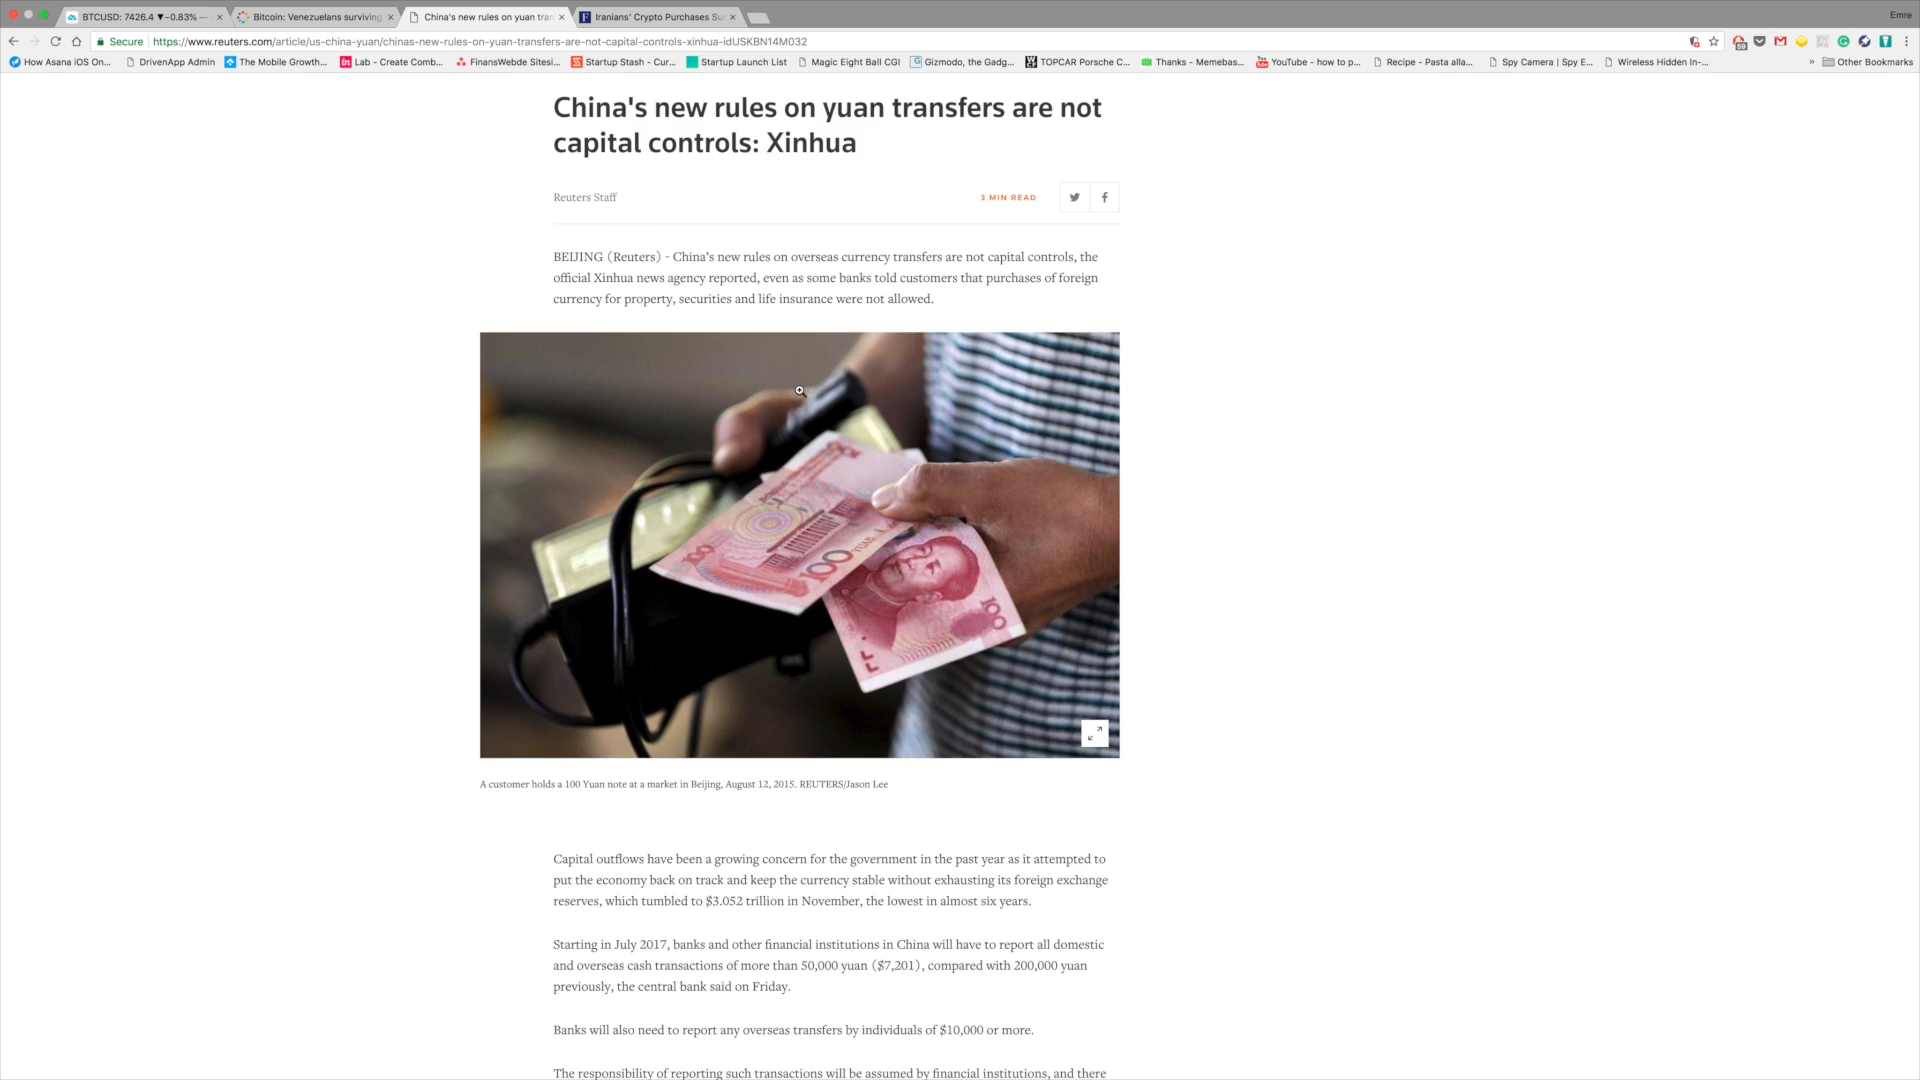 BTCUSD: 7426.4 ▼−0.83% —
Bitcoin: Venezuelans surviving
China's new rules on yuan tran
Iranians' Crypto Purchases Su
Emre
Secure https://www.reuters.com/article/us-china-yuan/chinas-new-rules-on-yuan-transfers-are-not-capital-controls-xinhua-idUSKBN14M032
59
How Asana iOS On... DrivenApp Admin The Mobile Growth... Lab - Create Comb... FinansWebde Sitesi... Startup Stash - Cur... Startup Launch List Magic Eight Ball CGI Gizmodo, the Gadg... TOPCAR Porsche C... Thanks - Memebas... YouTube - how to p... Recipe - Pasta alla... Spy Camera | Spy E... Wireless Hidden In-... » Other Bookmarks
China's new rules on yuan transfers are not
capital controls: Xinhua
Reuters Staff
3 MIN READ
BEIJING (Reuters) - China's new rules on overseas currency transfers are not capital controls, the
official Xinhua news agency reported, even as some banks told customers that purchases of foreign
currency for property, securities and life insurance were not allowed.
100
100
YUAN
100
A customer holds a 100 Yuan note at a market in Beijing, August 12, 2015. REUTERS/Jason Lee
Capital outflows have been a growing concern for the government in the past year as it attempted to
put the economy back on track and keep the currency stable without exhausting its foreign exchange
reserves, which tumbled to $3.052 trillion in November, the lowest in almost six years.
Starting in July 2017, banks and other financial institutions in China will have to report all domestic
and overseas cash transactions of more than 50,000 yuan ($7,201), compared with 200,000 yuan
previously, the central bank said on Friday.
Banks will also need to report any overseas transfers by individuals of $10,000 or more.
The responsibility of reporting such transactions will be assumed by financial institutions, and there